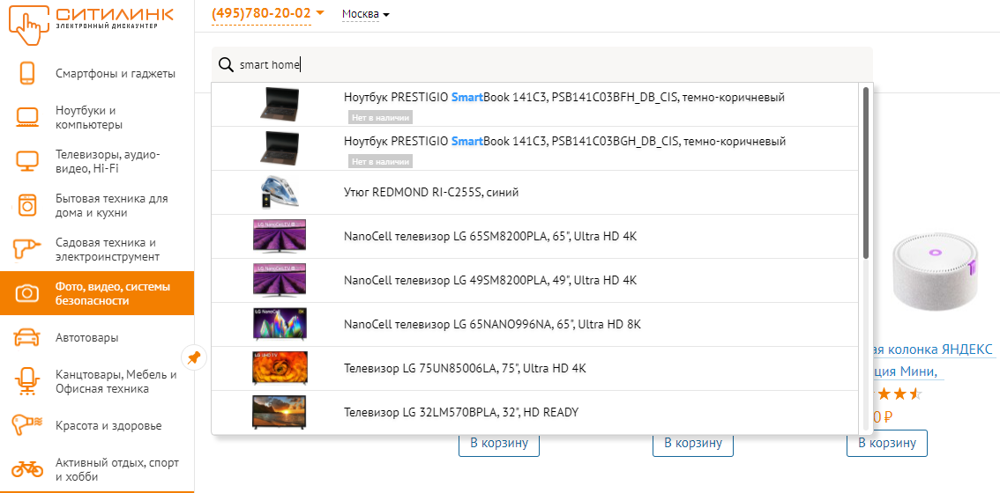 СИТИЛИНК
ЭЛЕКТРОННЫЙ ДИСКАУНТЕР
(495)780-20-02
Москва
smart home
Смартфоны и гаджеты
Ноутбуки и
компьютеры
Телевизоры, аудио-
видео, Hi-Fi
Бытовая техника для
дома и кухни
Садовая техника и
электроинструмент
Фото, видео, системы
безопасности
Автотовары
Канцтовары, Мебель и
Офисная техника
Красота и здоровье
Активный отдых, спорт
и хобби
Ноутбук PRESTIGIO SmartBook 141C3, PSB141C03BFH_DB_CIS, темно-коричневый
Нет в наличии
Ноутбук PRESTIGIO SmartBook 141C3, PSB141C03BGH_DB_CIS, темно-коричневый
Нет в наличии
Утюг REDMOND RI-C255S, синий
NanoCell телевизор LG 65SM8200PLA, 65", Ultra HD 4K
NanoCell телевизор LG 49SM8200PLA, 49", Ultra HD 4K
NanoCell телевизор LG 65NANO996NA, 65", Ultra HD 8K
Телевизор LG 75UN85006LA, 75", Ultra HD 4K
Телевизор LG 32LM570BPLA, 32", HD READY
ая колонка ЯНДЕКС
ция Мини,
0 ₽
В корзину
В корзину
В корзину